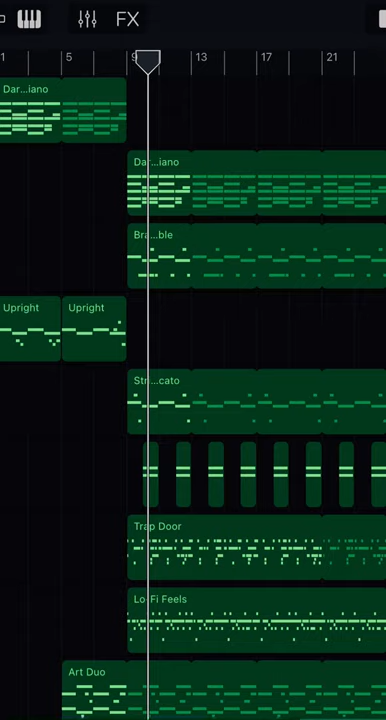 FX
1 5 9 13 17 21
Dar...iano
Dar...iano
Bra...ble
Upright Upright
Str...cato
Trap Door
Lo-Fi Feels
Art Duo